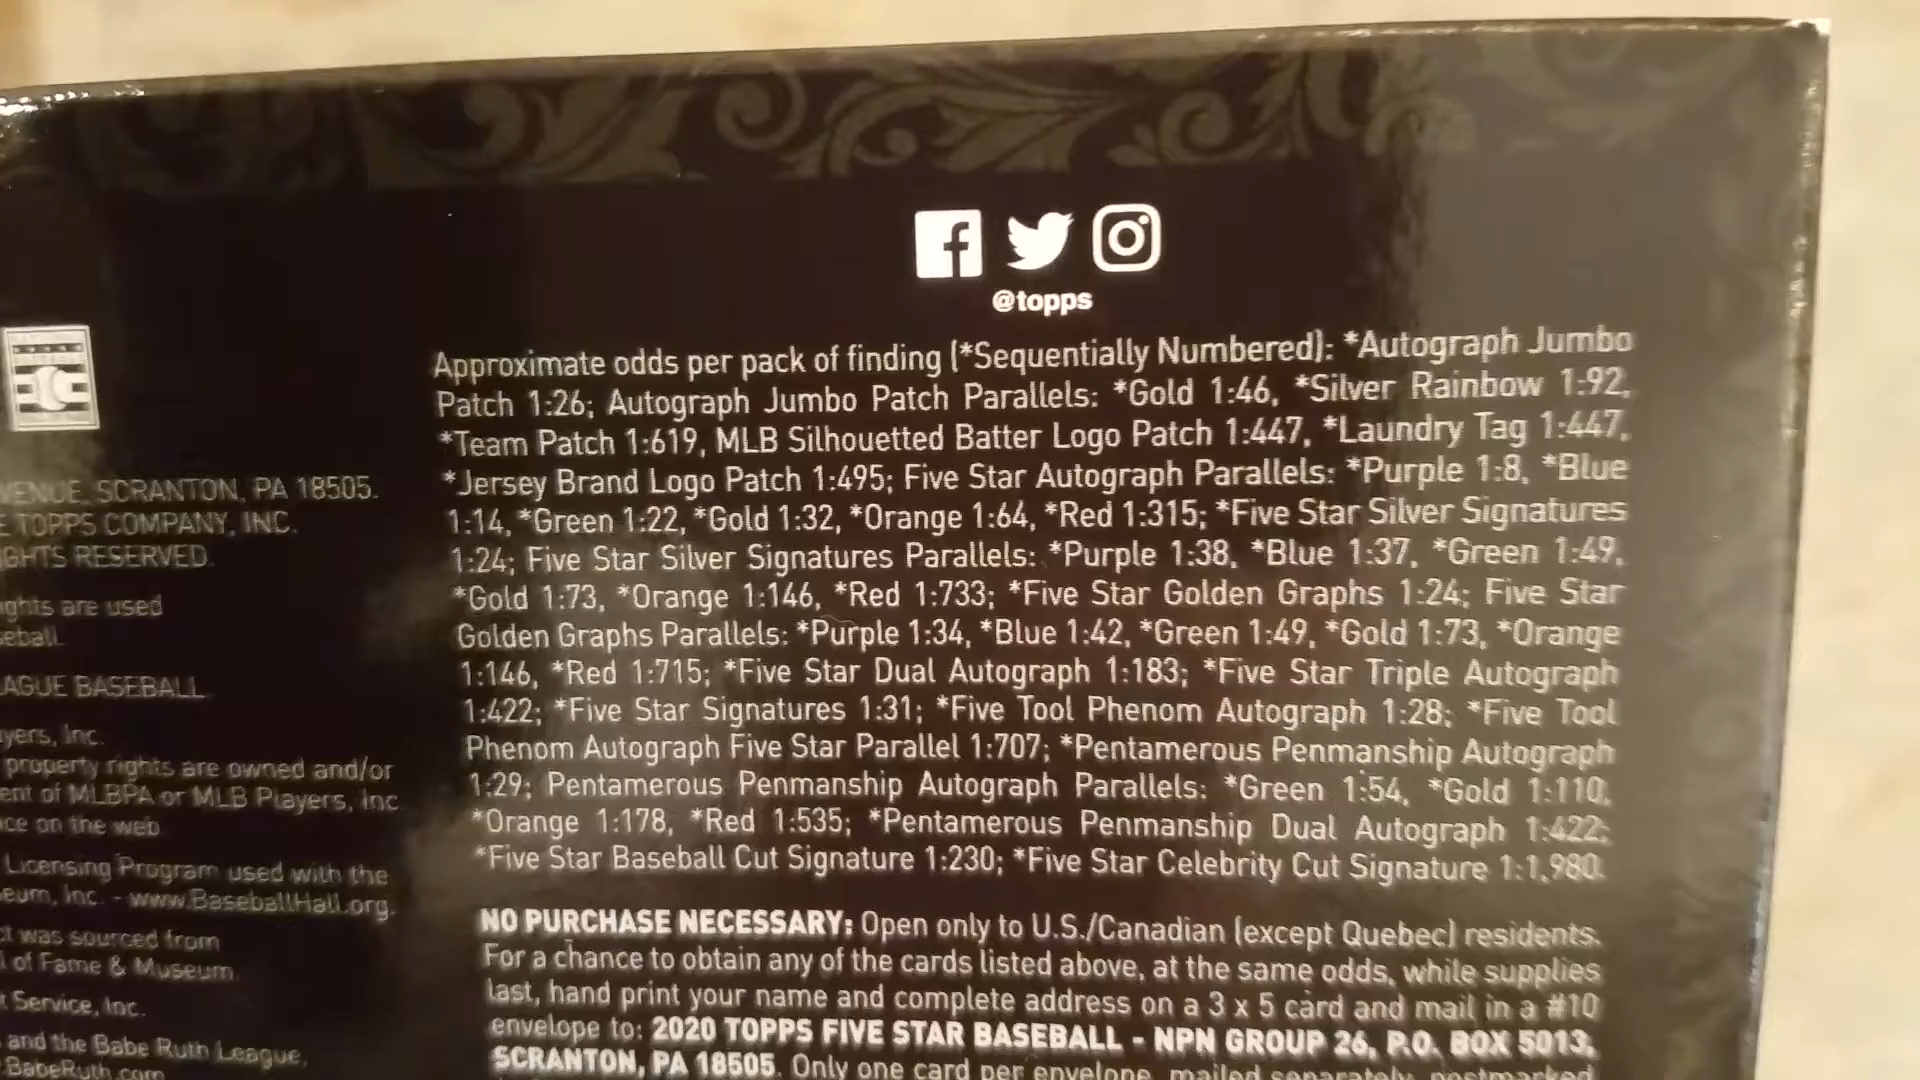 @topps
Approximate odds per pack of finding (*Sequentially Numbered): *Autograph Jumbo
Patch 1:26; Autograph Jumbo Patch Parallels: *Gold 1:46, *Silver Rainbow 1:92,
*Team Patch 1:619, MLB Silhouetted Batter Logo Patch 1:447, *Laundry Tag 1:447,
*Jersey Brand Logo Patch 1:495; Five Star Autograph Parallels: *Purple 1:8, *Blue
1:14, *Green 1:22, *Gold 1:32, *Orange 1:64, *Red 1:315; *Five Star Silver Signatures
1:24; Five Star Silver Signatures Parallels: *Purple 1:38, *Blue 1:37, *Green 1:49,
*Gold 1:73, *Orange 1:146, *Red 1:733; *Five Star Golden Graphs 1:24; Five Star
Golden Graphs Parallels: *Purple 1:34, *Blue 1:42, *Green 1:49, *Gold 1:73, *Orange
1:146, *Red 1:715; *Five Star Dual Autograph 1:183; *Five Star Triple Autograph
1:422; *Five Star Signatures 1:31; *Five Tool Phenom Autograph 1:28; *Five Tool
Phenom Autograph Five Star Parallel 1:707; *Pentamerous Penmanship Autograph
1:29; Pentamerous Penmanship Autograph Parallels: *Green 1:54, *Gold 1:110,
*Orange 1:178, *Red 1:535; *Pentamerous Penmanship Dual Autograph 1:422;
*Five Star Baseball Cut Signature 1:230; *Five Star Celebrity Cut Signature 1:1,980.
NO PURCHASE NECESSARY: Open only to U.S./Canadian (except Quebec) residents.
For a chance to obtain any of the cards listed above, at the same odds, while supplies
last, hand print your name and complete address on a 3 x 5 card and mail in a #10
envelope to: 2020 TOPPS FIVE STAR BASEBALL - NPN GROUP 26, P.O. BOX 5013,
SCRANTON, PA 18505. Only one card per envelope, mailed separately, postmarked
SCRANTON, PA 18505.
TOPPS COMPANY, INC.
RESERVED.
are used
LEAGUE BASEBALL
Inc.
property rights are owned and/or
of MLBPA or MLB Players, Inc
on the web
Licensing Program used with the
Inc. - www.BaseballHall.org.
was sourced from
of Fame & Museum
Service, Inc.
and the Babe Ruth League,
BabeRuth.com